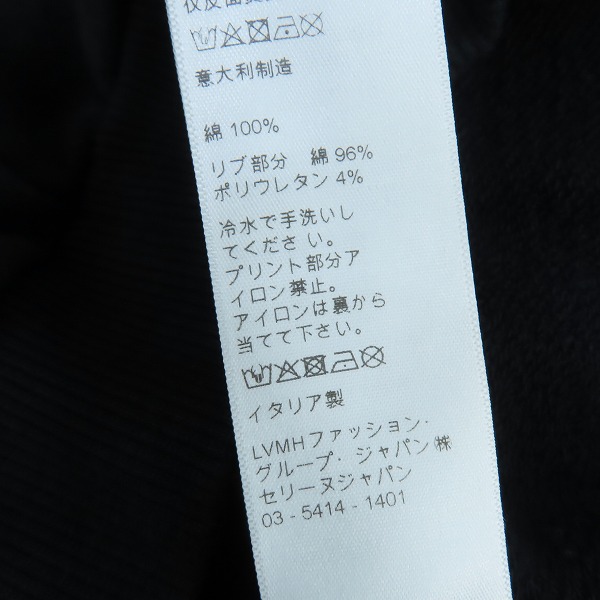 仅反面
意大利制造
綿 100%
リブ部分　綿 96%
ポリウレタン 4%
冷水で手洗いし
てくださ い。
プリント部分ア
イロン禁止。
アイロンは裏から
当てて下さい。
イタリア製
LVMHファッション・
グループ・ジャパン㈱
セリーヌジャパン
03 - 5414 - 1401